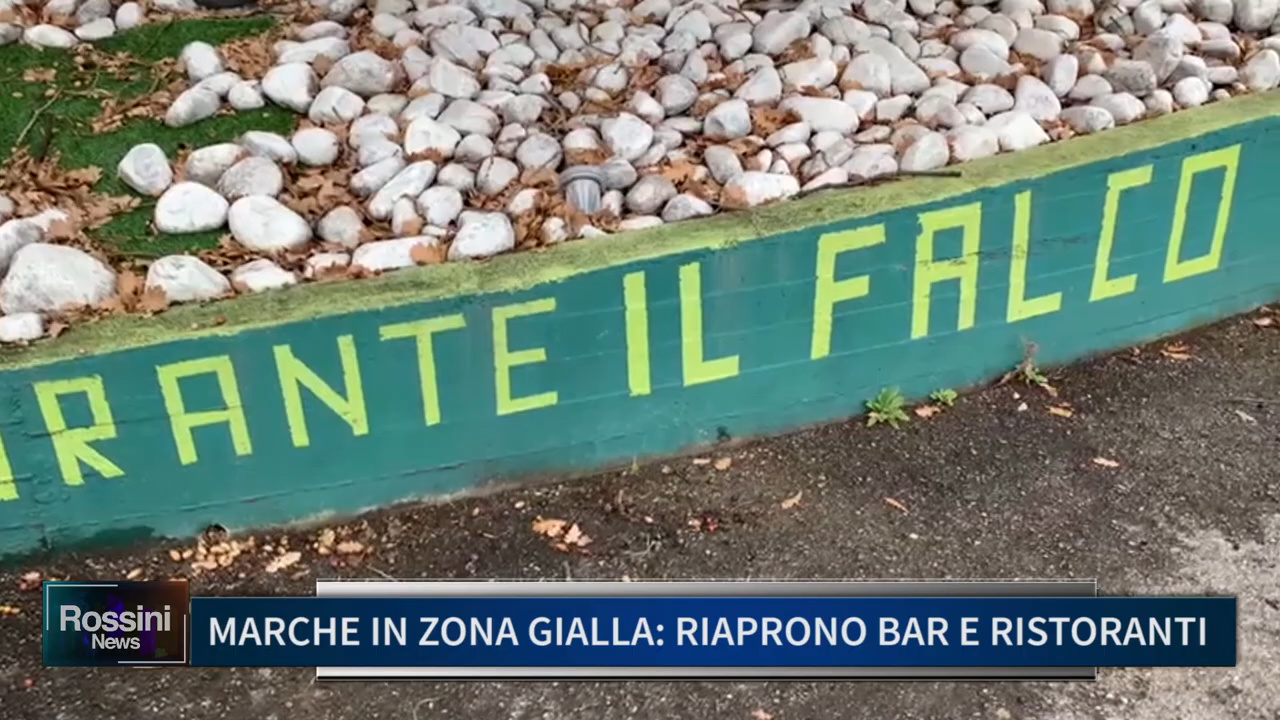 RANTE IL FALCO
Rossini
News
MARCHE IN ZONA GIALLA: RIAPRONO BAR E RISTORANTI